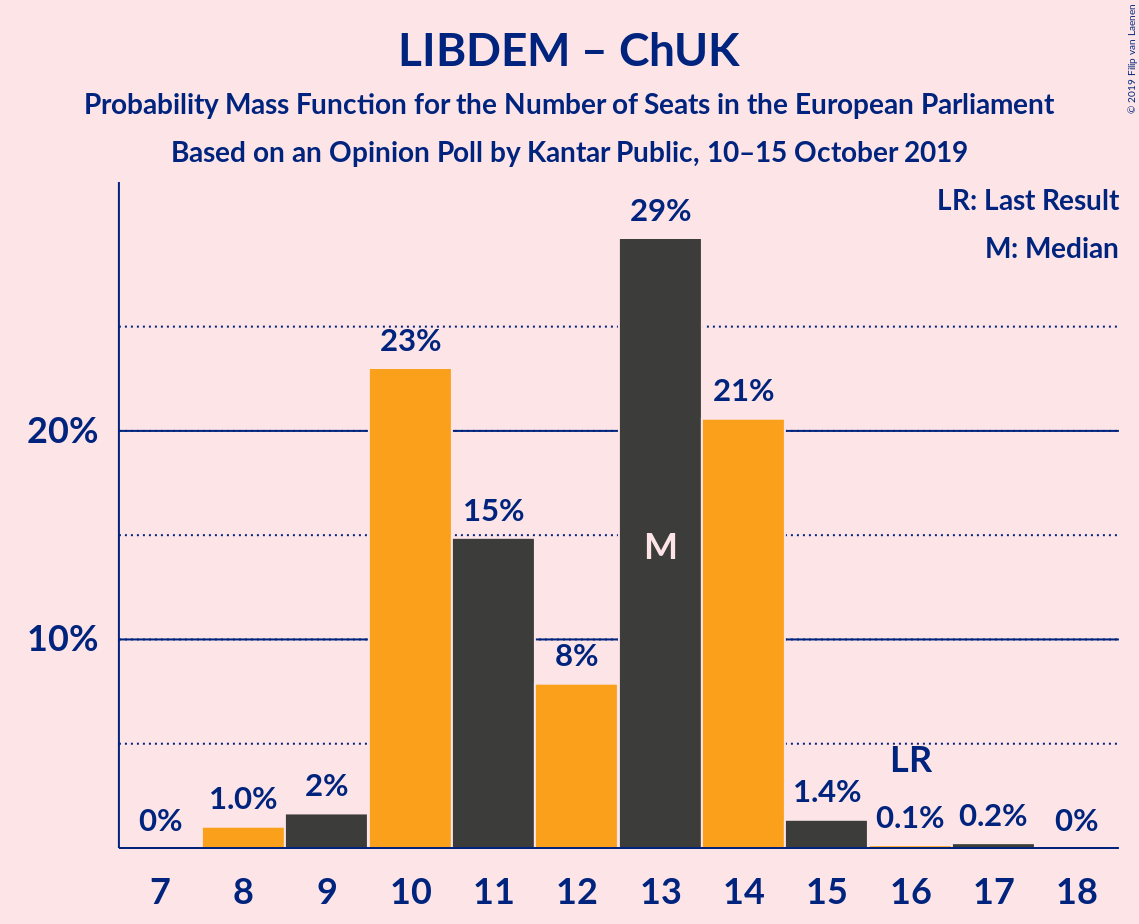 LIBDEM – ChUK
Probability Mass Function for the Number of Seats in the European Parliament
Based on an Opinion Poll by Kantar Public, 10–15 October 2019
© 2019 Filip van Laenen
LR: Last Result
M: Median
20%
10%
0%
1.0%
2%
23%
15%
8%
29%
M
21%
1.4%
LR
0.1%
0.2%
0%
7 8 9 10 11 12 13 14 15 16 17 18